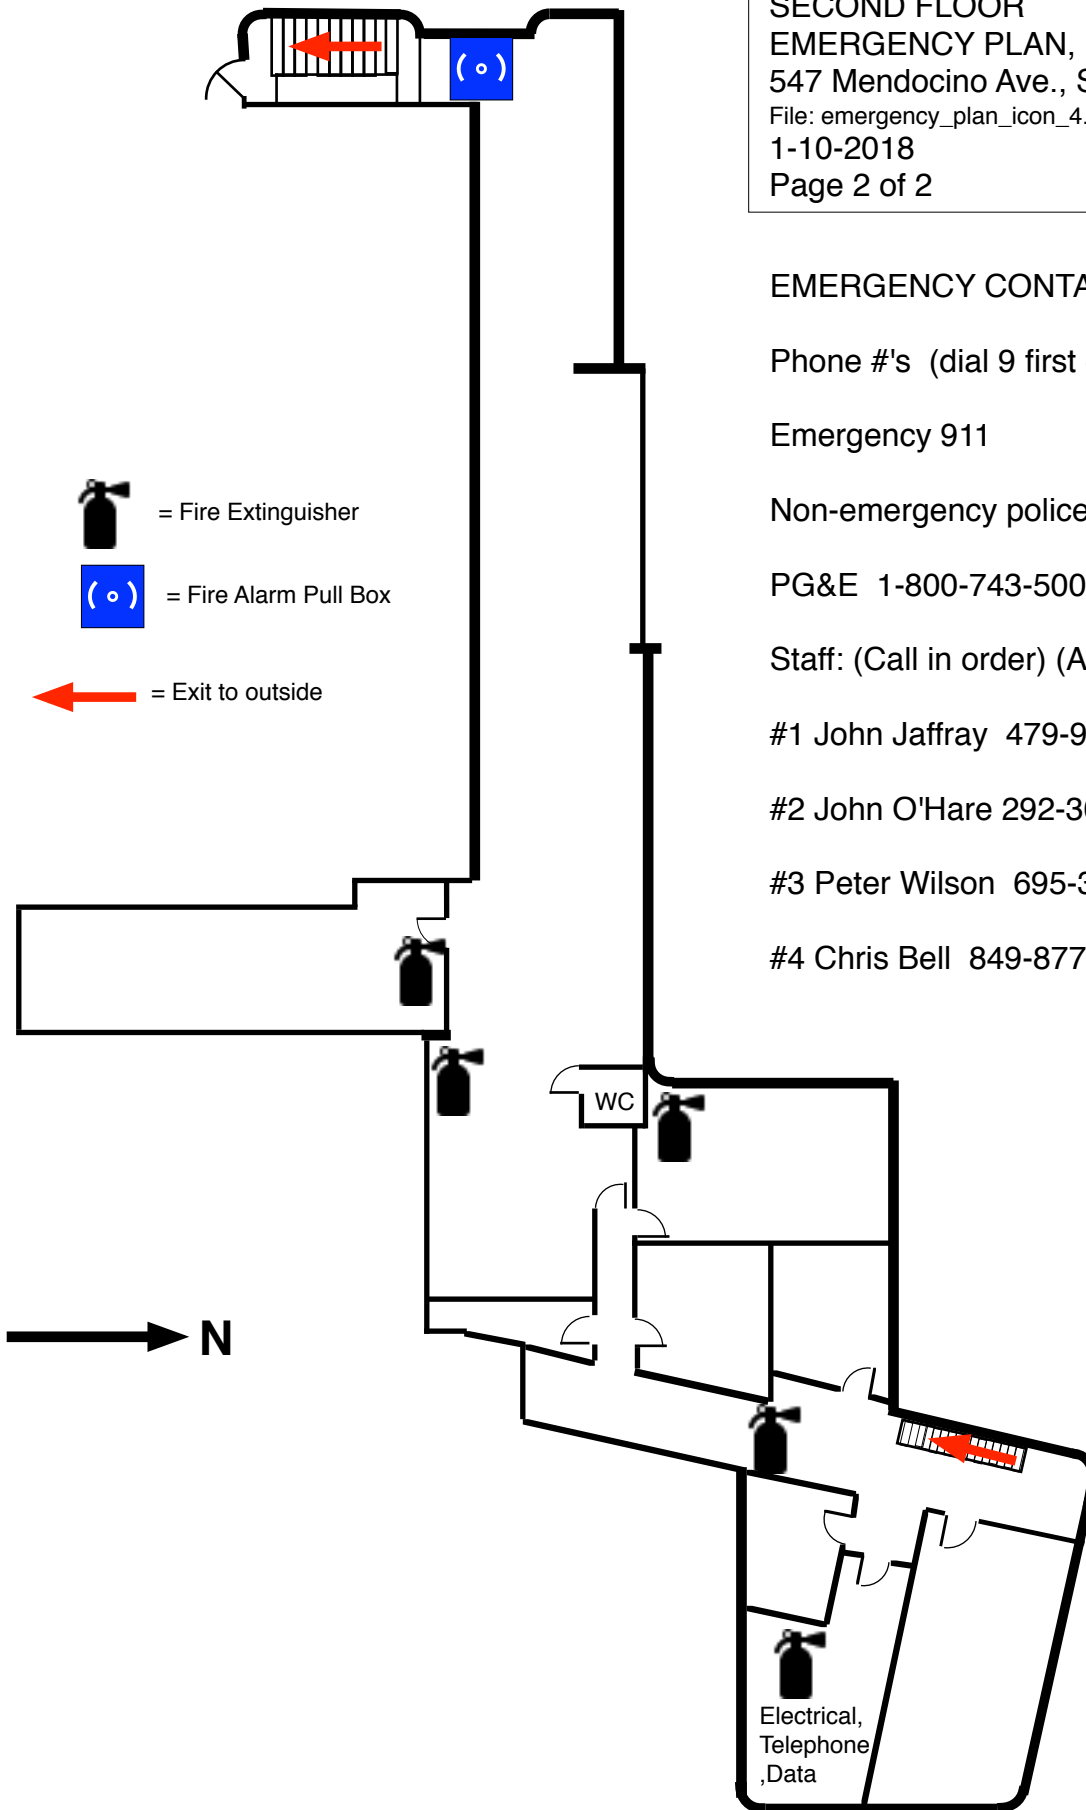 SECOND FLOOR
EMERGENCY PLAN,
547 Mendocino Ave., S
File: emergency_plan_icon_4.
1-10-2018
Page 2 of 2
EMERGENCY CONTA
Phone #'s (dial 9 first
Emergency 911
Non-emergency police
PG&E 1-800-743-500
Staff: (Call in order) (A
#1 John Jaffray 479-9
#2 John O'Hare 292-30
#3 Peter Wilson 695-3
#4 Chris Bell 849-877
= Fire Extinguisher
= Fire Alarm Pull Box
= Exit to outside
WC
N
Electrical,
Telephone
,Data